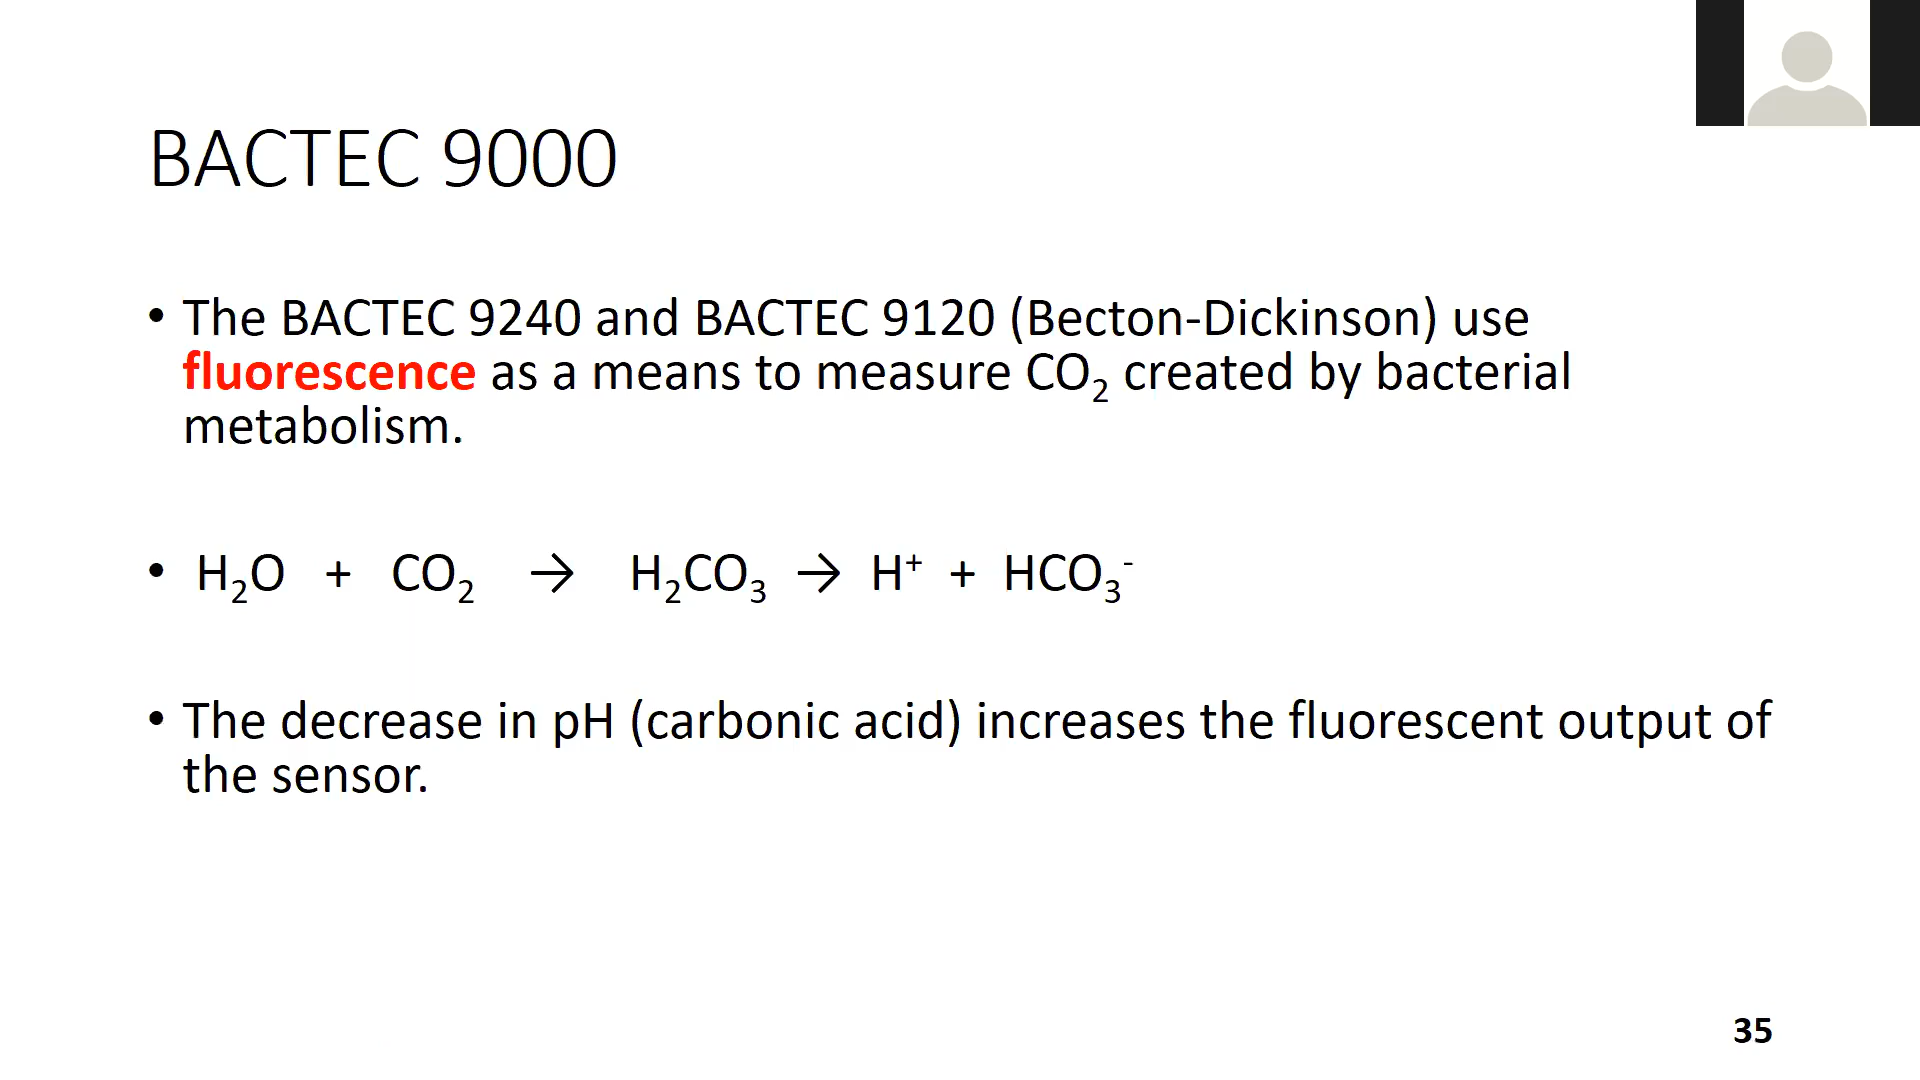 BACTEC 9000
• The BACTEC 9240 and BACTEC 9120 (Becton-Dickinson) use
fluorescence as a means to measure CO₂ created by bacterial
metabolism.
• H₂O + CO₂ → H₂CO₃ → H⁺ + HCO₃⁻
• The decrease in pH (carbonic acid) increases the fluorescent output of
the sensor.
35